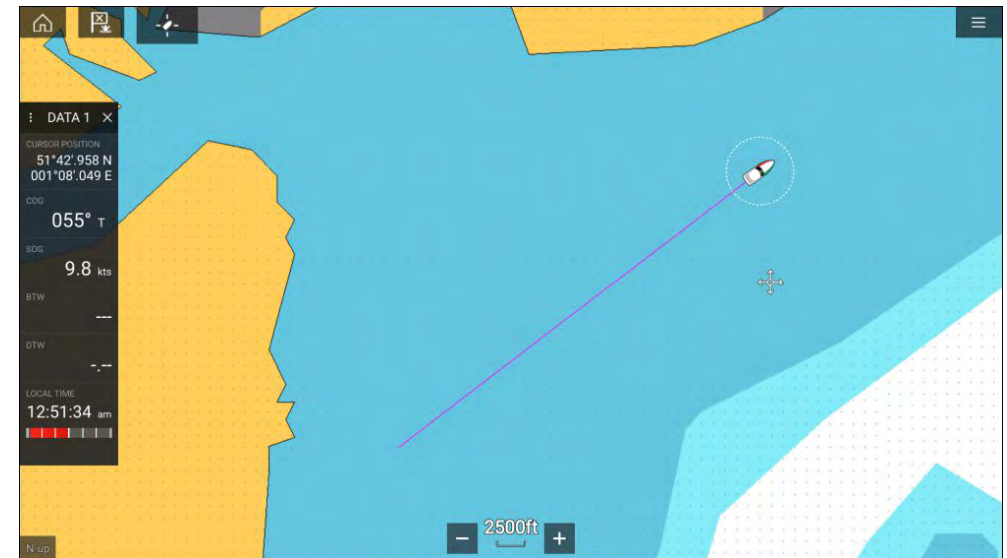 DATA 1
CURSOR POSITION
51°42'.958 N
001°08'.049 E
COG
055° T
SOG
9.8 kts
BTW
---
DTW
-.--
LOCAL TIME
12:51:34 am
N-up
2500ft